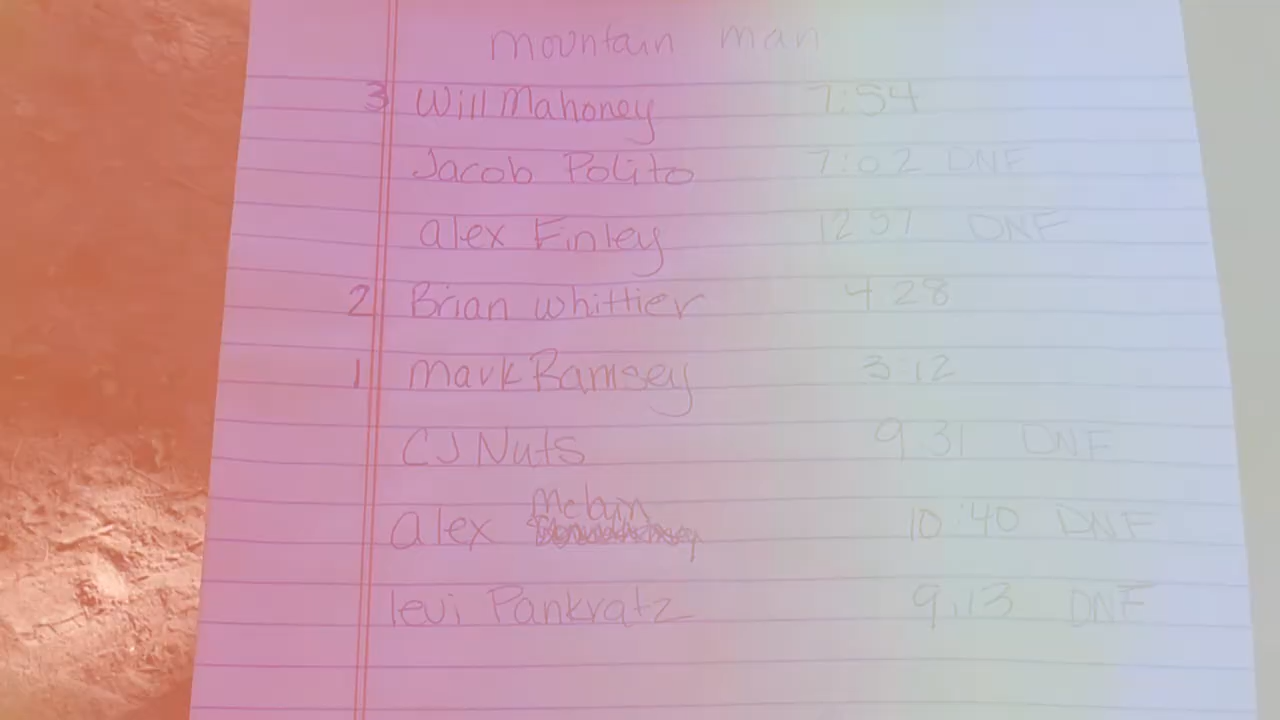 mountain man
3 Will Mahoney 7:54
Jacob Polito 7:02 DNF
alex Finley 12 57 DNF
2 Brian Whittier 4 28
1 Mark Ramsey 3:12
CJ Nuts 9 31 DNF
alex 10:40 DNF
levi Pankratz 9:13 DNF